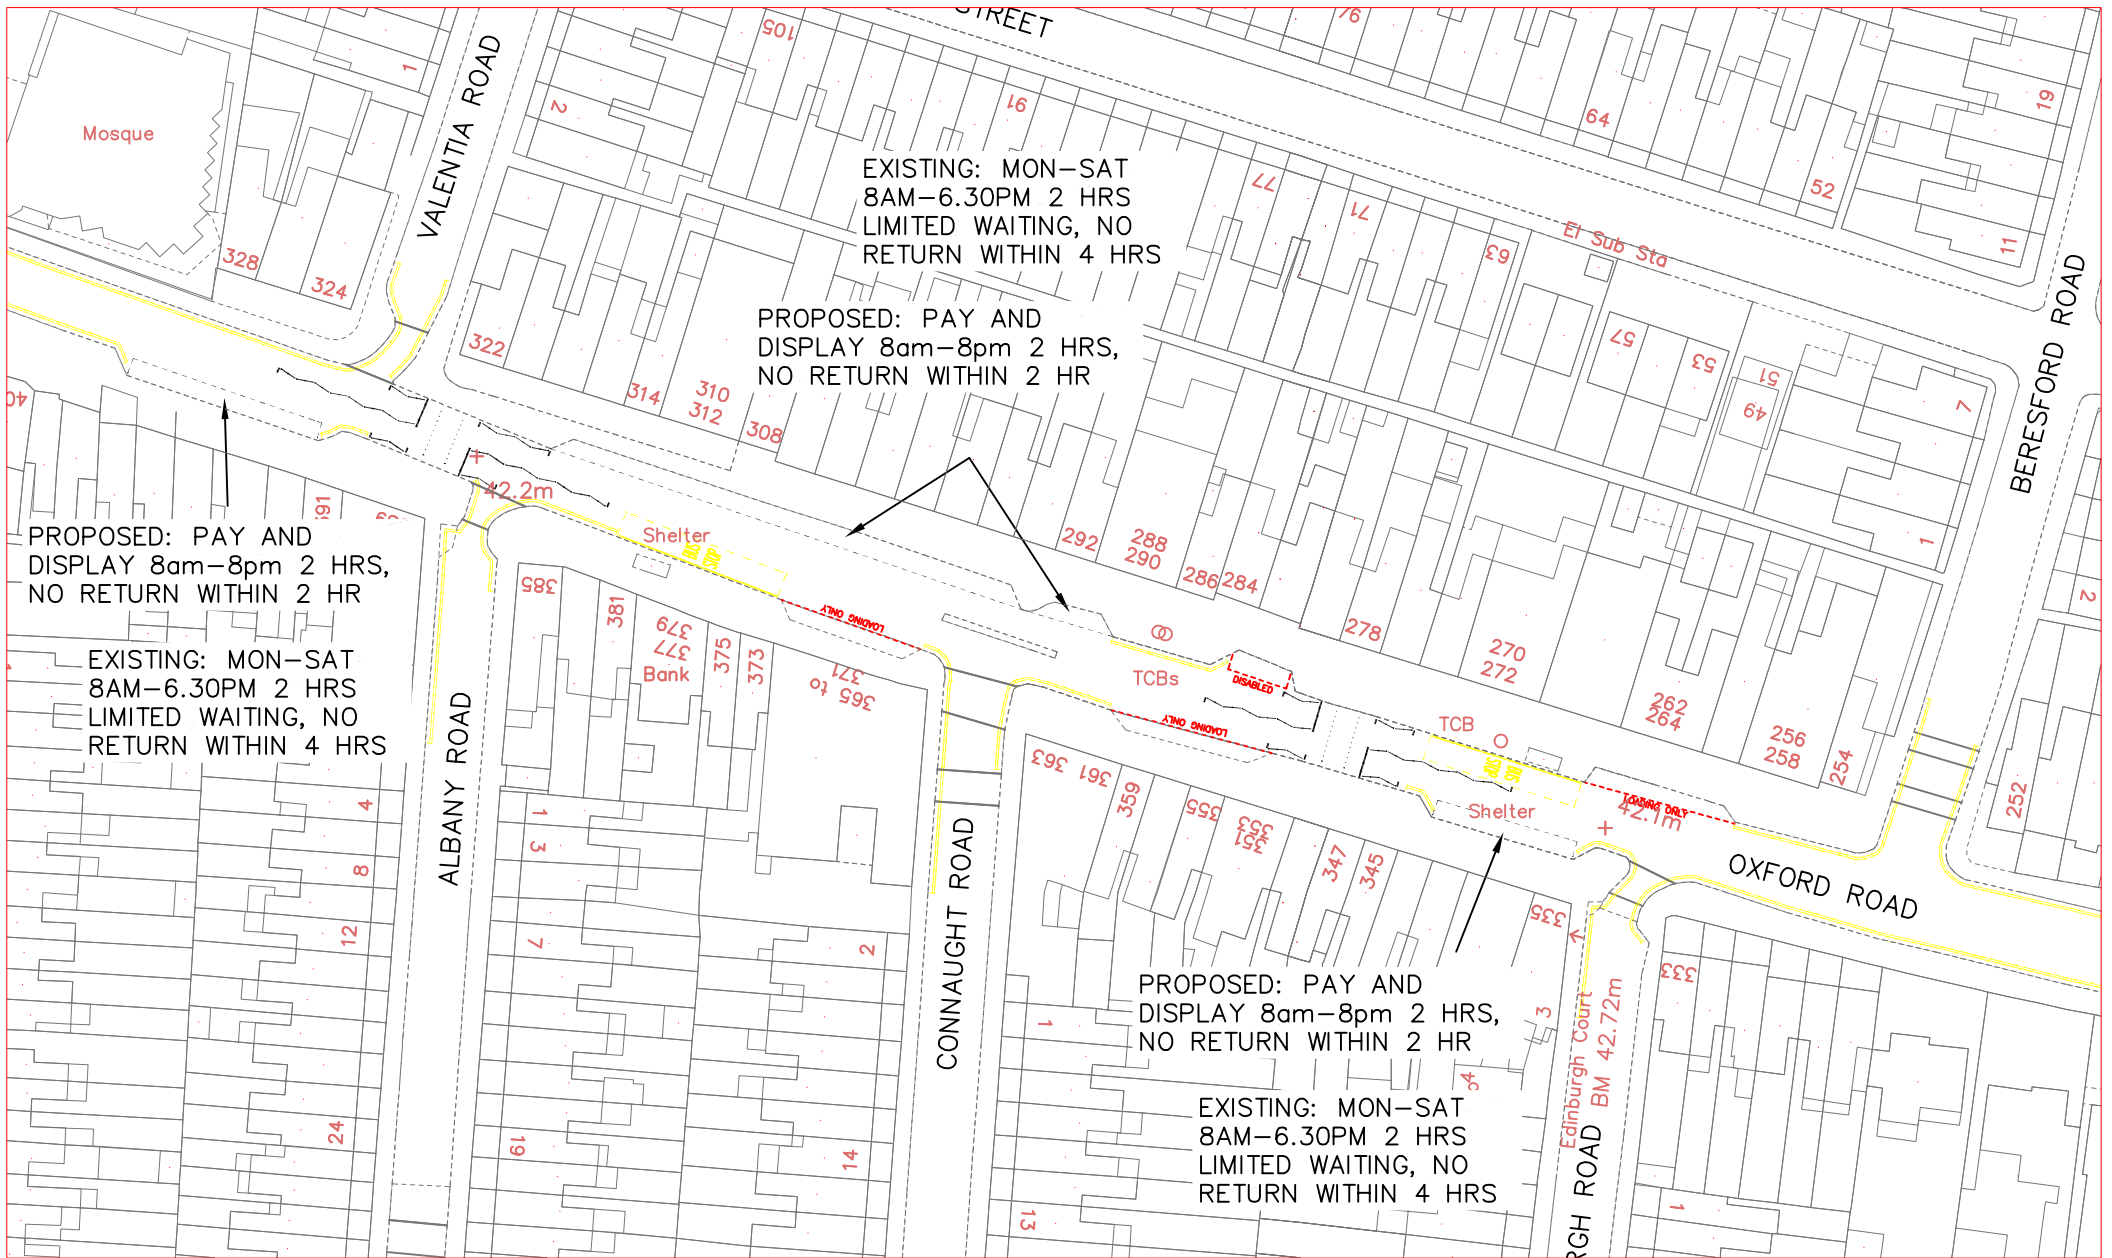 STREET
105
76
1
VALENTIA ROAD
2
91
64
19
Mosque
52
EXISTING: MON-SAT
8AM-6.30PM 2 HRS
LIMITED WAITING, NO
RETURN WITHIN 4 HRS
77
71
63
El Sub Sta
11
328
324
BERESFORD ROAD
PROPOSED: PAY AND
DISPLAY 8am-8pm 2 HRS,
NO RETURN WITHIN 2 HR
322
314
310
312
308
57
53
51
49
7
40
42.2m
Shelter
BUS
STOP
292
288
290
286
284
1
2
PROPOSED: PAY AND
DISPLAY 8am-8pm 2 HRS,
NO RETURN WITHIN 2 HR
385
381
379
377
Bank
375
373
365 to
371
LOADING ONLY
278
270
272
262
264
256
258
254
252
EXISTING: MON-SAT
8AM-6.30PM 2 HRS
LIMITED WAITING, NO
RETURN WITHIN 4 HRS
TCBs
DISABLED
LOADING ONLY
TCB
BUS
STOP
Shelter
LOADING ONLY
42.1m
OXFORD ROAD
ALBANY ROAD
4
8
12
24
1
3
7
19
2
14
CONNAUGHT ROAD
363
361
359
355
353
351
347
345
335
333
PROPOSED: PAY AND
DISPLAY 8am-8pm 2 HRS,
NO RETURN WITHIN 2 HR
1
3
13
Edinburgh Court
BM 42.72m
EXISTING: MON-SAT
8AM-6.30PM 2 HRS
LIMITED WAITING, NO
RETURN WITHIN 4 HRS
RGH ROAD
1